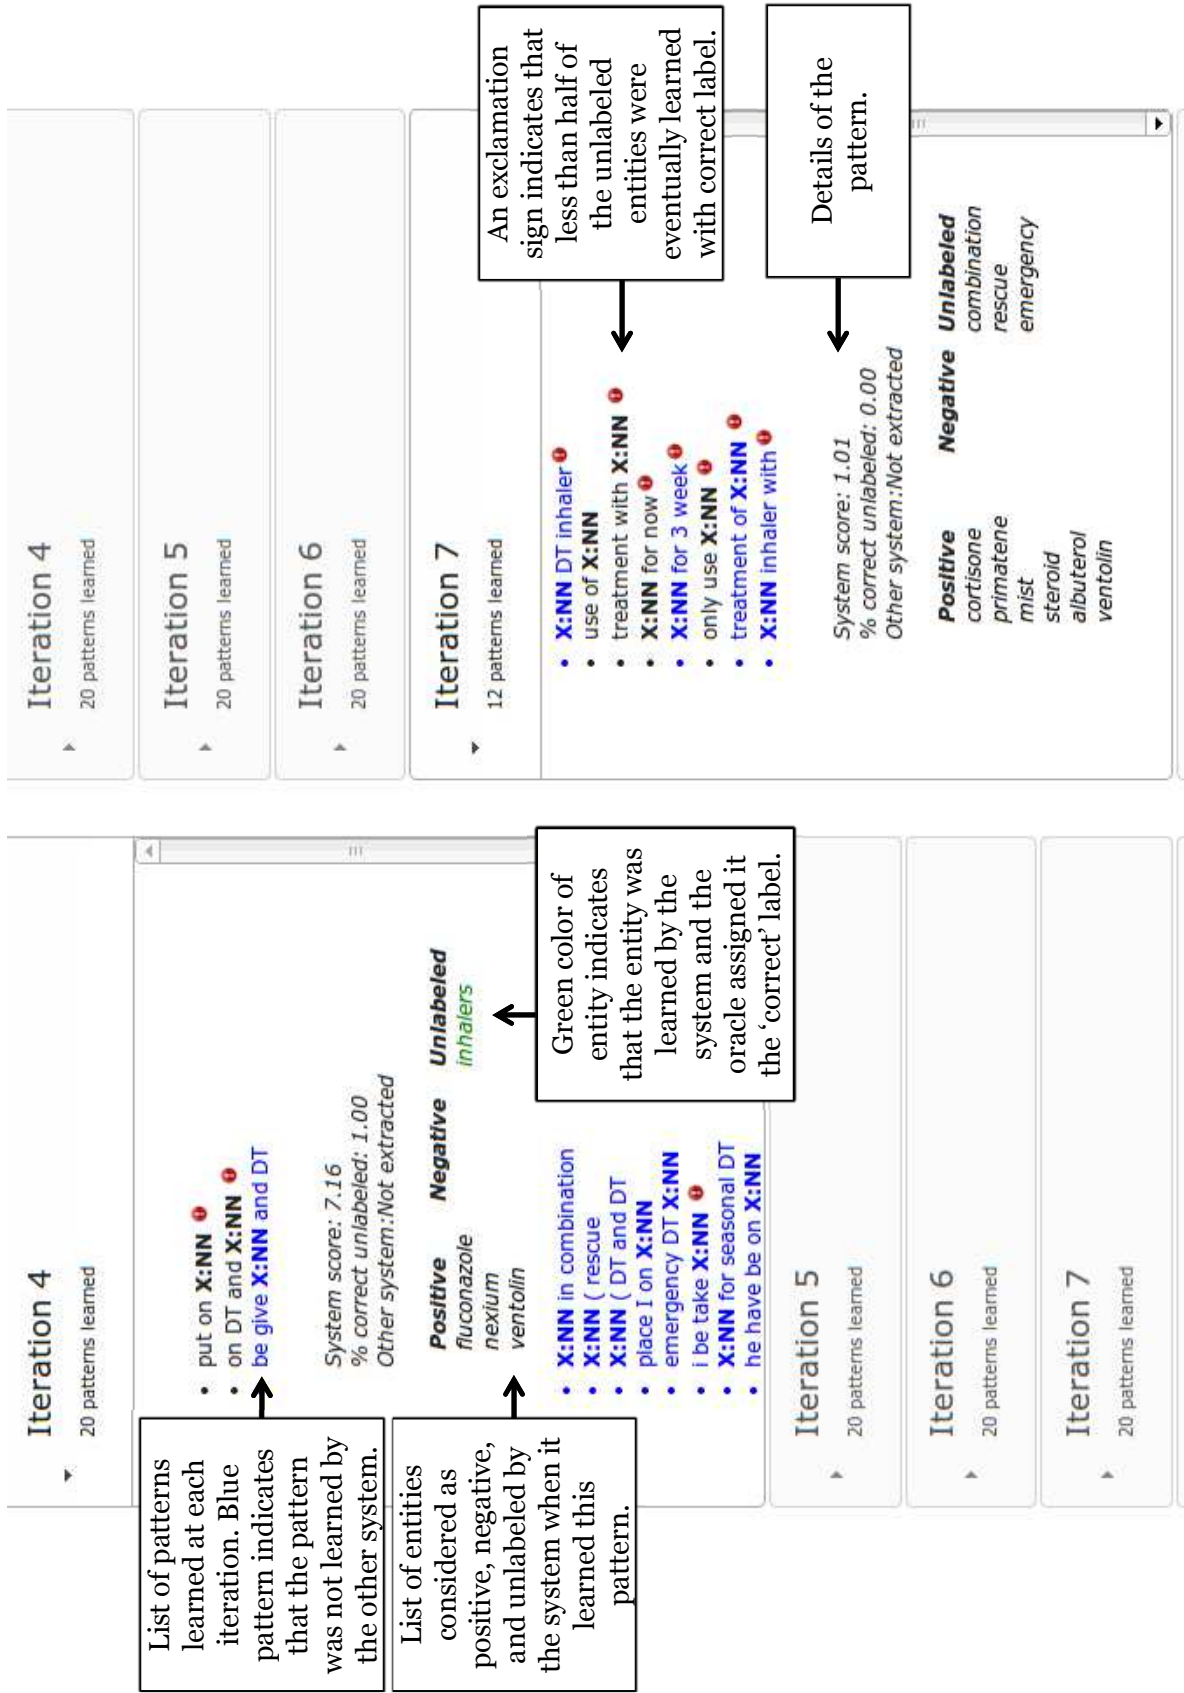 Iteration 4
20 patterns learned
List of patterns
learned at each
iteration. Blue
pattern indicates
that the pattern
was not learned by
the other system.
• put on X:NN
• on DT and X:NN
• be give X:NN and DT
System score: 7.16
% correct unlabeled: 1.00
Other system:Not extracted
List of entities
considered as
positive, negative,
and unlabeled by
the system when it
learned this
pattern.
Positive Negative Unlabeled
fluconazole inhalers
nexium
ventolin
Green color of
entity indicates
that the entity was
learned by the
system and the
oracle assigned it
the ‘correct’ label.
• X:NN in combination
• X:NN ( rescue
• X:NN ( DT and DT
• place I on X:NN
• emergency DT X:NN
• i be take X:NN
• X:NN for seasonal DT
• he have be on X:NN
Iteration 5
20 patterns learned
Iteration 6
20 patterns learned
Iteration 7
20 patterns learned
Iteration 4
20 patterns learned
Iteration 5
20 patterns learned
Iteration 6
20 patterns learned
Iteration 7
12 patterns learned
• X:NN DT inhaler
• use of X:NN
• treatment with X:NN
• X:NN for now
• X:NN for 3 week
• only use X:NN
• treatment of X:NN
• X:NN inhaler with
An exclamation
sign indicates that
less than half of
the unlabeled
entities were
eventually learned
with correct label.
System score: 1.01
% correct unlabeled: 0.00
Other system:Not extracted
Details of the
pattern.
Positive Negative Unlabeled
cortisone combination
primatene rescue
mist emergency
steroid
albuterol
ventolin